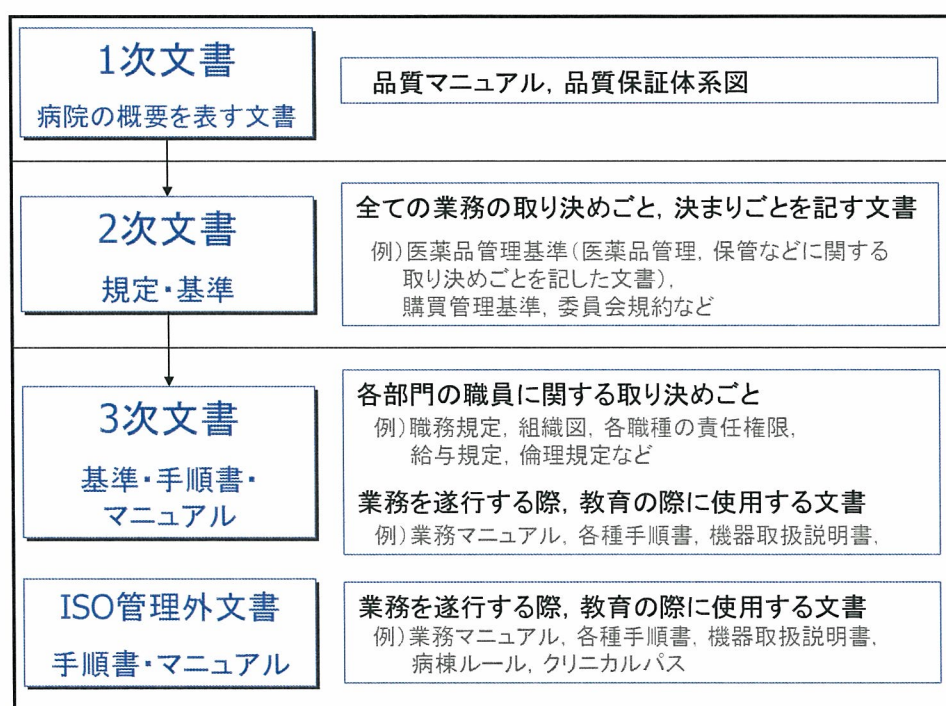 1次文書
病院の概要を表す文書
品質マニュアル, 品質保証体系図
2次文書
規定・基準
全ての業務の取り決めごと, 決まりごとを記す文書
例)医薬品管理基準(医薬品管理, 保管などに関する
取り決めごとを記した文書),
購買管理基準, 委員会規約など
3次文書
基準・手順書・
マニュアル
各部門の職員に関する取り決めごと
例)職務規定, 組織図, 各職種の責任権限,
給与規定, 倫理規定など
業務を遂行する際, 教育の際に使用する文書
例)業務マニュアル, 各種手順書, 機器取扱説明書,
ISO管理外文書
手順書・マニュアル
業務を遂行する際, 教育の際に使用する文書
例)業務マニュアル, 各種手順書, 機器取扱説明書,
病棟ルール, クリニカルパス